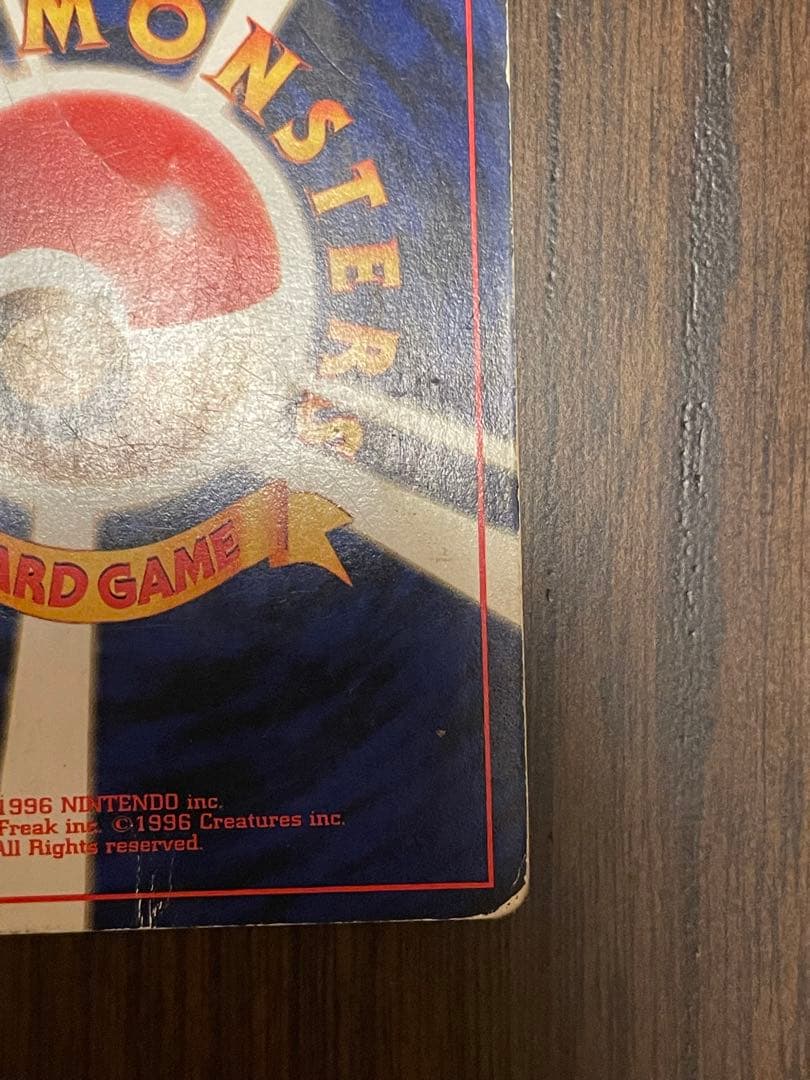 MONSTERS
ARD GAME
1996 NINTENDO inc.
Freak inc. ©1996 Creatures inc.
All Rights reserved.